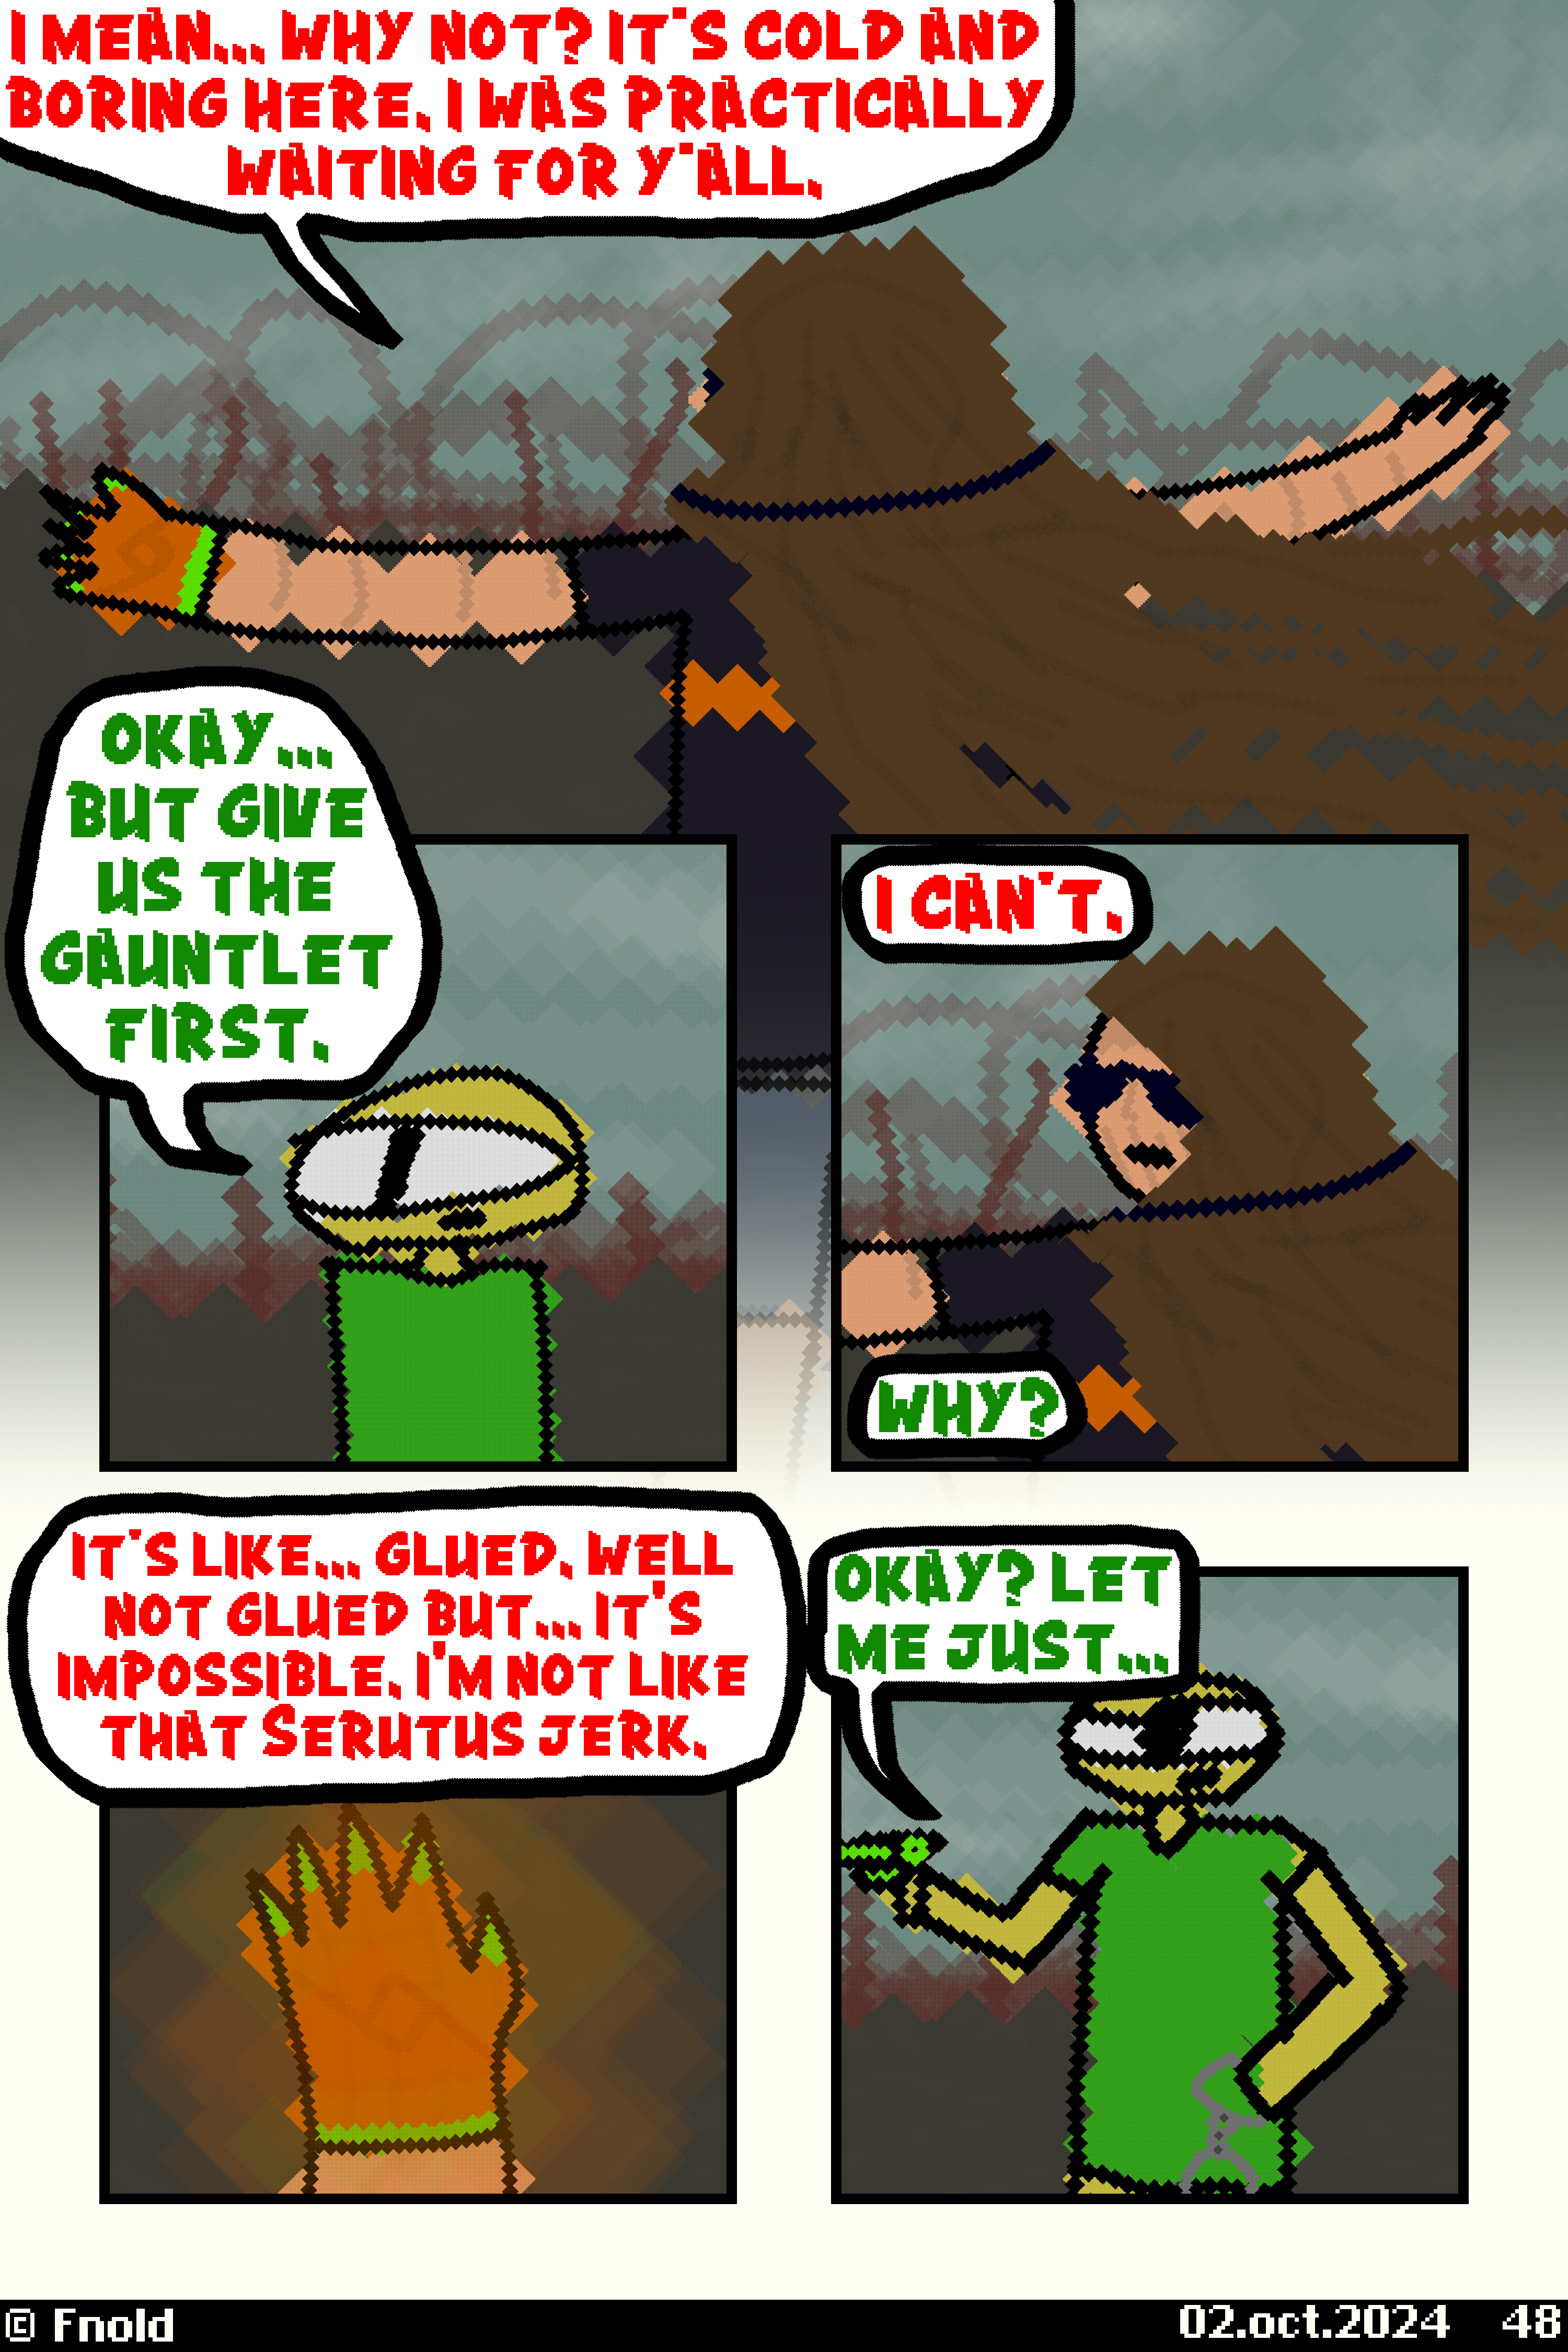 I MEAN... WHY NOT? IT'S COLD AND
BORING HERE. I WAS PRACTICALLY
WAITING FOR Y'ALL.
OKAY...
BUT GIVE
US THE
GAUNTLET
FIRST.
I CAN'T.
WHY?
IT'S LIKE... GLUED. WELL
NOT GLUED BUT... IT'S
IMPOSSIBLE. I'M NOT LIKE
THAT SERUTUS JERK.
OKAY? LET
ME JUST...
© Fnold
02.oct.2024 48